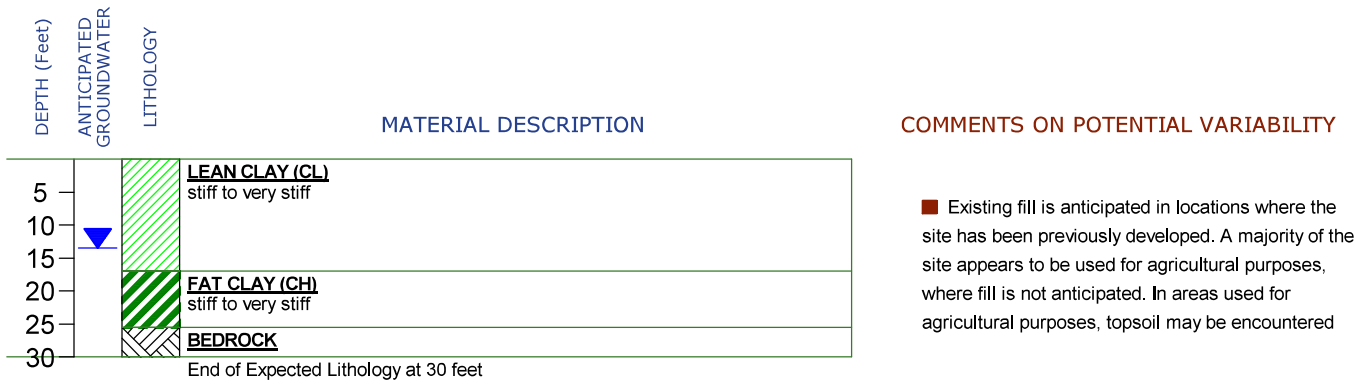 DEPTH (Feet)
ANTICIPATED
GROUNDWATER
LITHOLOGY
MATERIAL DESCRIPTION
COMMENTS ON POTENTIAL VARIABILITY
5
10
15
20
25
30
LEAN CLAY (CL)
stiff to very stiff
FAT CLAY (CH)
stiff to very stiff
BEDROCK
End of Expected Lithology at 30 feet
Existing fill is anticipated in locations where the
site has been previously developed. A majority of the
site appears to be used for agricultural purposes,
where fill is not anticipated. In areas used for
agricultural purposes, topsoil may be encountered